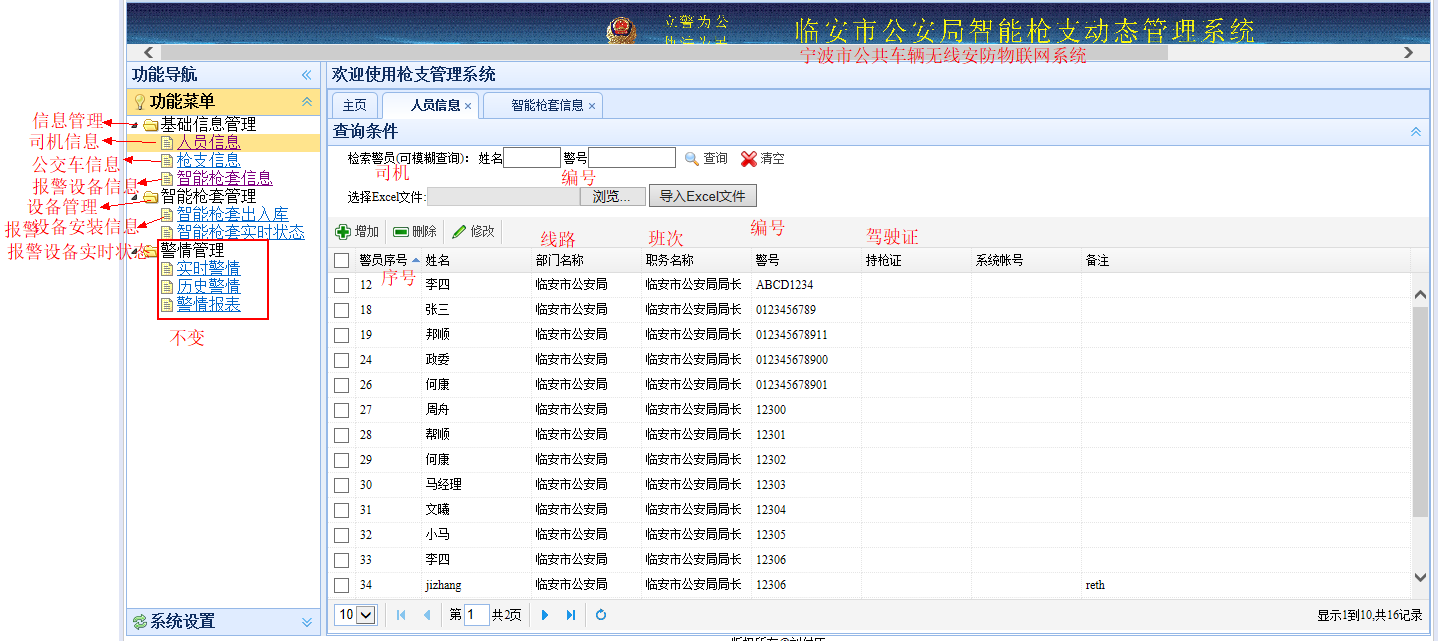 立警为公
临安市公安局智能枪支动态管理系统
执法为民
宁波市公共车辆无线安防物联网系统
功能导航
欢迎使用枪支管理系统
功能菜单
主页 人员信息 智能枪套信息
信息管理 基础信息管理
查询条件
司机信息 人员信息
公交车信息 枪支信息
检索警员(可模糊查询): 姓名 警号 查询 清空
司机 编号
报警设备信息 智能枪套信息
设备管理 智能枪套管理
选择Excel文件: 浏览... 导入Excel文件
报警设备安装信息 智能枪套出入库
报警设备实时状态 智能枪套实时状态
增加 删除 修改
线路 班次 编号 驾驶证
警情管理
实时警情
历史警情
警情报表
不变
警员序号 姓名 部门名称 职务名称 警号 持枪证 系统帐号 备注
序号
12 李四 临安市公安局 临安市公安局局长 ABCD1234
18 张三 临安市公安局 临安市公安局局长 0123456789
19 邦顺 临安市公安局 临安市公安局局长 012345678911
24 政委 临安市公安局 临安市公安局局长 012345678900
26 何康 临安市公安局 临安市公安局局长 012345678901
27 周舟 临安市公安局 临安市公安局局长 12300
28 帮顺 临安市公安局 临安市公安局局长 12301
29 何康 临安市公安局 临安市公安局局长 12302
30 马经理 临安市公安局 临安市公安局局长 12303
31 文曦 临安市公安局 临安市公安局局长 12304
32 小马 临安市公安局 临安市公安局局长 12305
33 李四 临安市公安局 临安市公安局局长 12306
34 jizhang 临安市公安局 临安市公安局局长 12306 reth
系统设置
10 第 1 共2页 显示1到10,共16记录